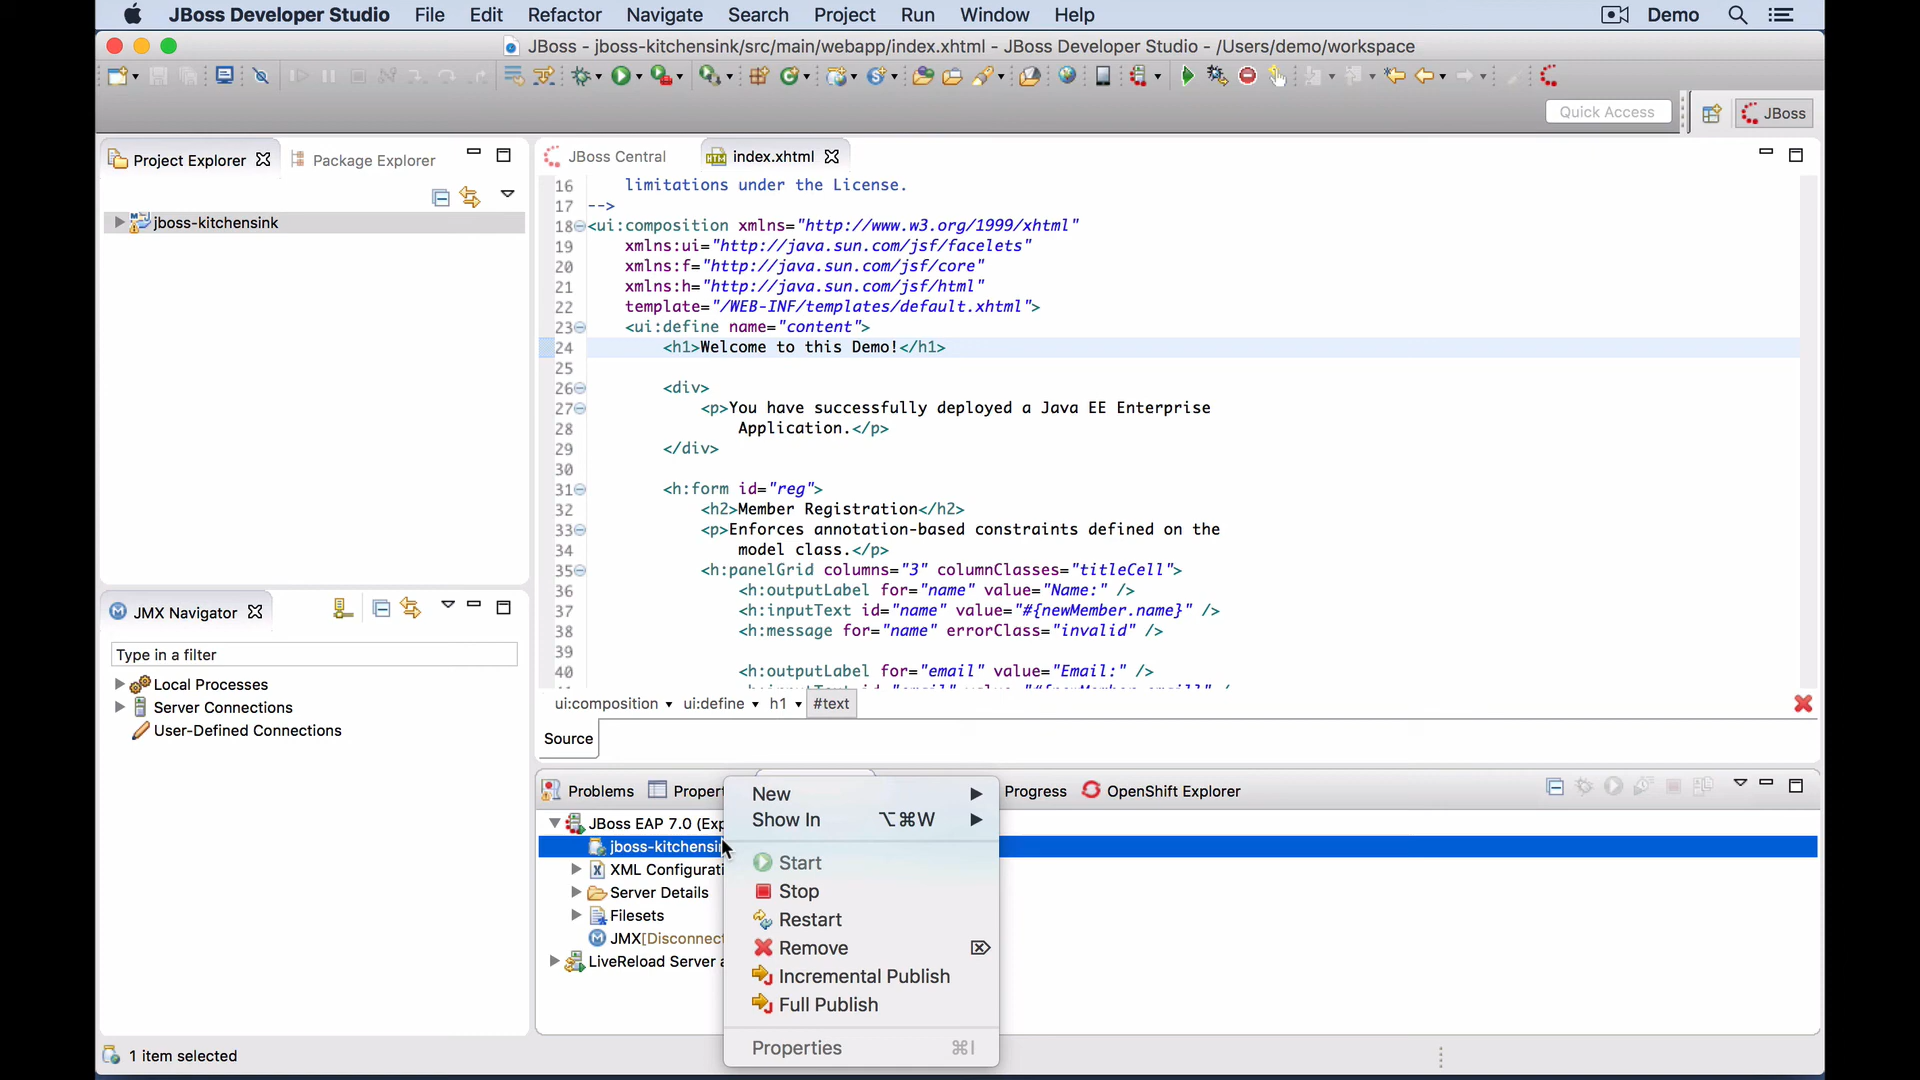 JBoss Developer Studio File Edit Refactor Navigate Search Project Run Window Help Demo
JBoss - jboss-kitchensink/src/main/webapp/index.xhtml - JBoss Developer Studio - /Users/demo/workspace
Quick Access JBoss
Project Explorer Package Explorer
jboss-kitchensink
JBoss Central index.xhtml
16 limitations under the License.
17 -->
18 <ui:composition xmlns="http://www.w3.org/1999/xhtml"
19 xmlns:ui="http://java.sun.com/jsf/facelets"
20 xmlns:f="http://java.sun.com/jsf/core"
21 xmlns:h="http://java.sun.com/jsf/html"
22 template="/WEB-INF/templates/default.xhtml">
23 <ui:define name="content">
24 <h1>Welcome to this Demo!</h1>
25
26 <div>
27 <p>You have successfully deployed a Java EE Enterprise
28 Application.</p>
29 </div>
30
31 <h:form id="reg">
32 <h2>Member Registration</h2>
33 <p>Enforces annotation-based constraints defined on the
34 model class.</p>
35 <h:panelGrid columns="3" columnClasses="titleCell">
36 <h:outputLabel for="name" value="Name:" />
37 <h:inputText id="name" value="#{newMember.name}" />
38 <h:message for="name" errorClass="invalid" />
39
40 <h:outputLabel for="email" value="Email:" />
ui:composition ui:define h1 #text
Source
JMX Navigator
Type in a filter
Local Processes
Server Connections
User-Defined Connections
Problems Propert Progress OpenShift Explorer
JBoss EAP 7.0 (Exp
jboss-kitchensin
XML Configurati
Server Details
Filesets
JMX[Disconnect
LiveReload Server a
New
Show In ⌥⌘W
Start
Stop
Restart
Remove ⌦
Incremental Publish
Full Publish
Properties ⌘I
1 item selected